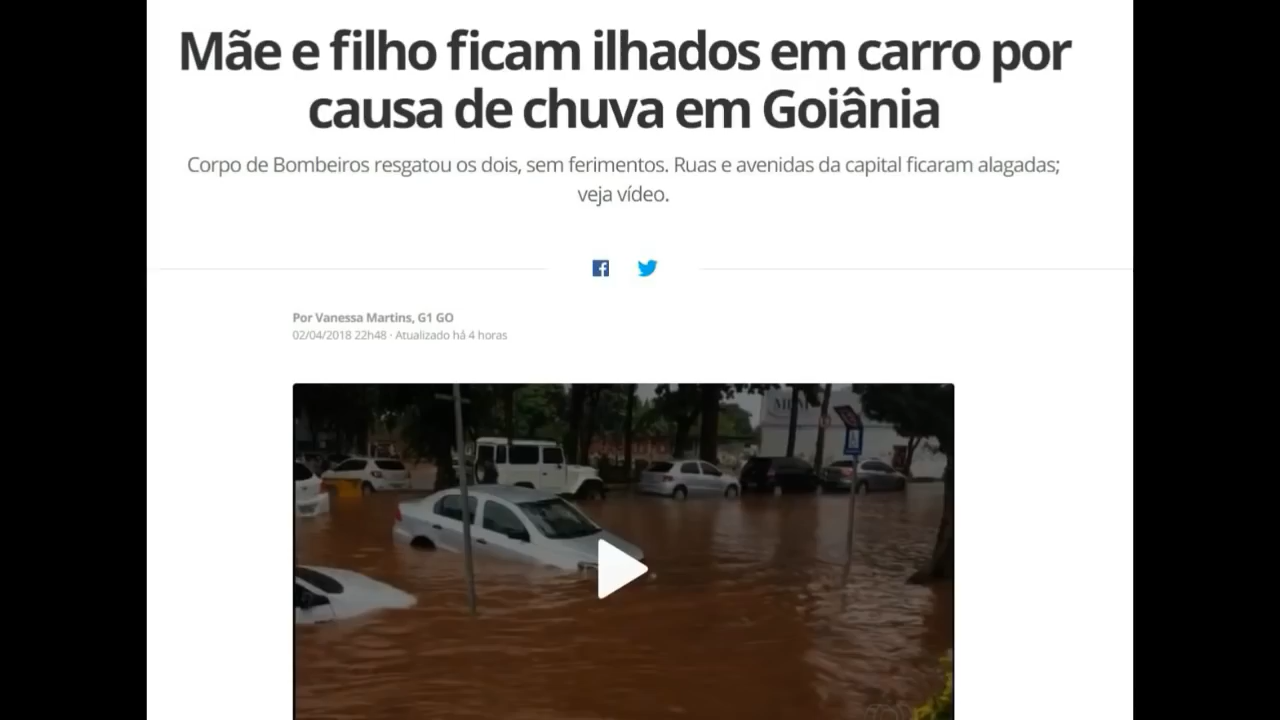 Mãe e filho ficam ilhados em carro por
causa de chuva em Goiânia
Corpo de Bombeiros resgatou os dois, sem ferimentos. Ruas e avenidas da capital ficaram alagadas;
veja vídeo.
Por Vanessa Martins, G1 GO
02/04/2018 22h48 · Atualizado há 4 horas